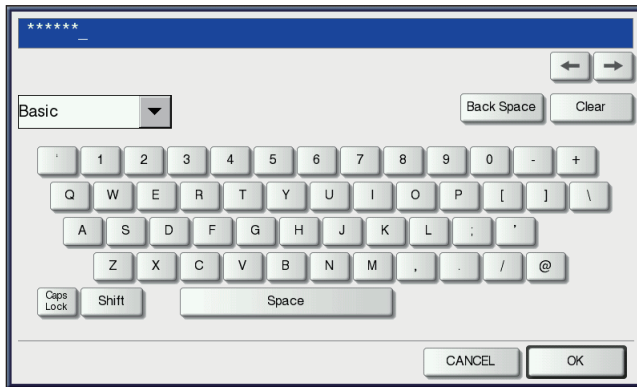 ******_
← →
Basic Back Space Clear
' 1 2 3 4 5 6 7 8 9 0 - +
Q W E R T Y U I O P [ ] \
A S D F G H J K L ; '
Z X C V B N M , . / @
Caps Lock Shift Space
CANCEL OK